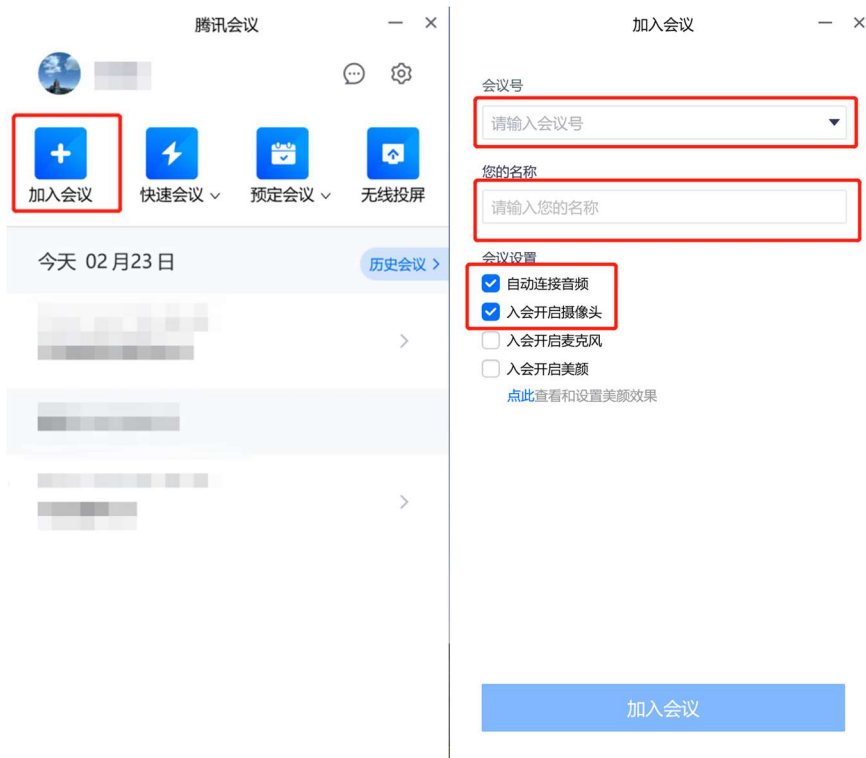 腾讯会议
加入会议
快速会议
预定会议
无线投屏
今天 02月23日
历史会议
加入会议
会议号
请输入会议号
您的名称
请输入您的名称
会议设置
自动连接音频
入会开启摄像头
入会开启麦克风
入会开启美颜
点此查看和设置美颜效果
加入会议